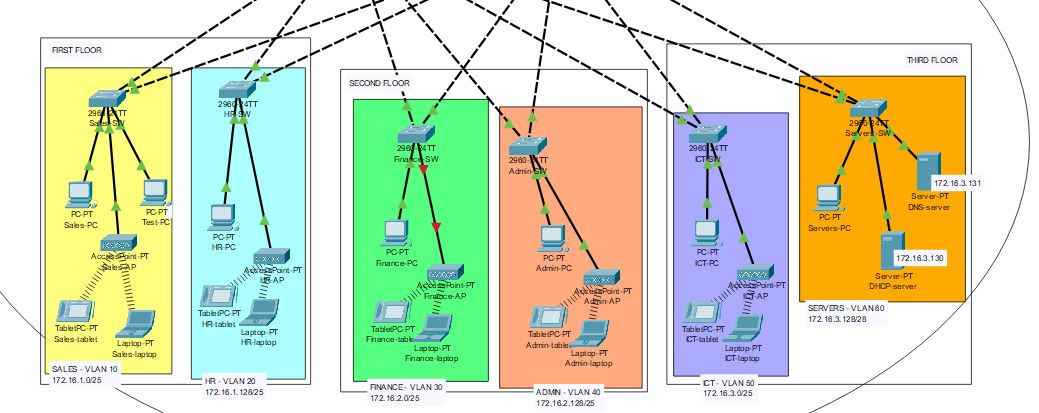 FIRST FLOOR
2960-24TT
Sales-SW
PC-PT
Sales-PC
PC-PT
Test-PC
AccessPoint-PT
Sales-AP
TabletPC-PT
Sales-tablet
Laptop-PT
Sales-laptop
SALES - VLAN 10
172.16.1.0/25
2960-24TT
HR-SW
PC-PT
HR-PC
AccessPoint-PT
HR-AP
TabletPC-PT
HR-tablet
Laptop-PT
HR-laptop
HR - VLAN 20
172.16.1.128/25
SECOND FLOOR
2960-24TT
Finance-SW
PC-PT
Finance-PC
AccessPoint-PT
Finance-AP
TabletPC-PT
Finance-tablet
Laptop-PT
Finance-laptop
FINANCE - VLAN 30
172.16.2.0/25
2960-24TT
Admin-SW
PC-PT
Admin-PC
AccessPoint-PT
Admin-AP
TabletPC-PT
Admin-tablet
Laptop-PT
Admin-laptop
ADMIN - VLAN 40
172.16.2.128/25
THIRD FLOOR
2960-24TT
ICT-SW
PC-PT
ICT-PC
AccessPoint-PT
ICT-AP
TabletPC-PT
ICT-tablet
Laptop-PT
ICT-laptop
ICT - VLAN 50
172.16.3.0/25
2960-24TT
Servers-SW
PC-PT
Servers-PC
172.16.3.131
Server-PT
DNS-server
172.16.3.130
Server-PT
DHCP-server
SERVERS - VLAN 60
172.16.3.128/28